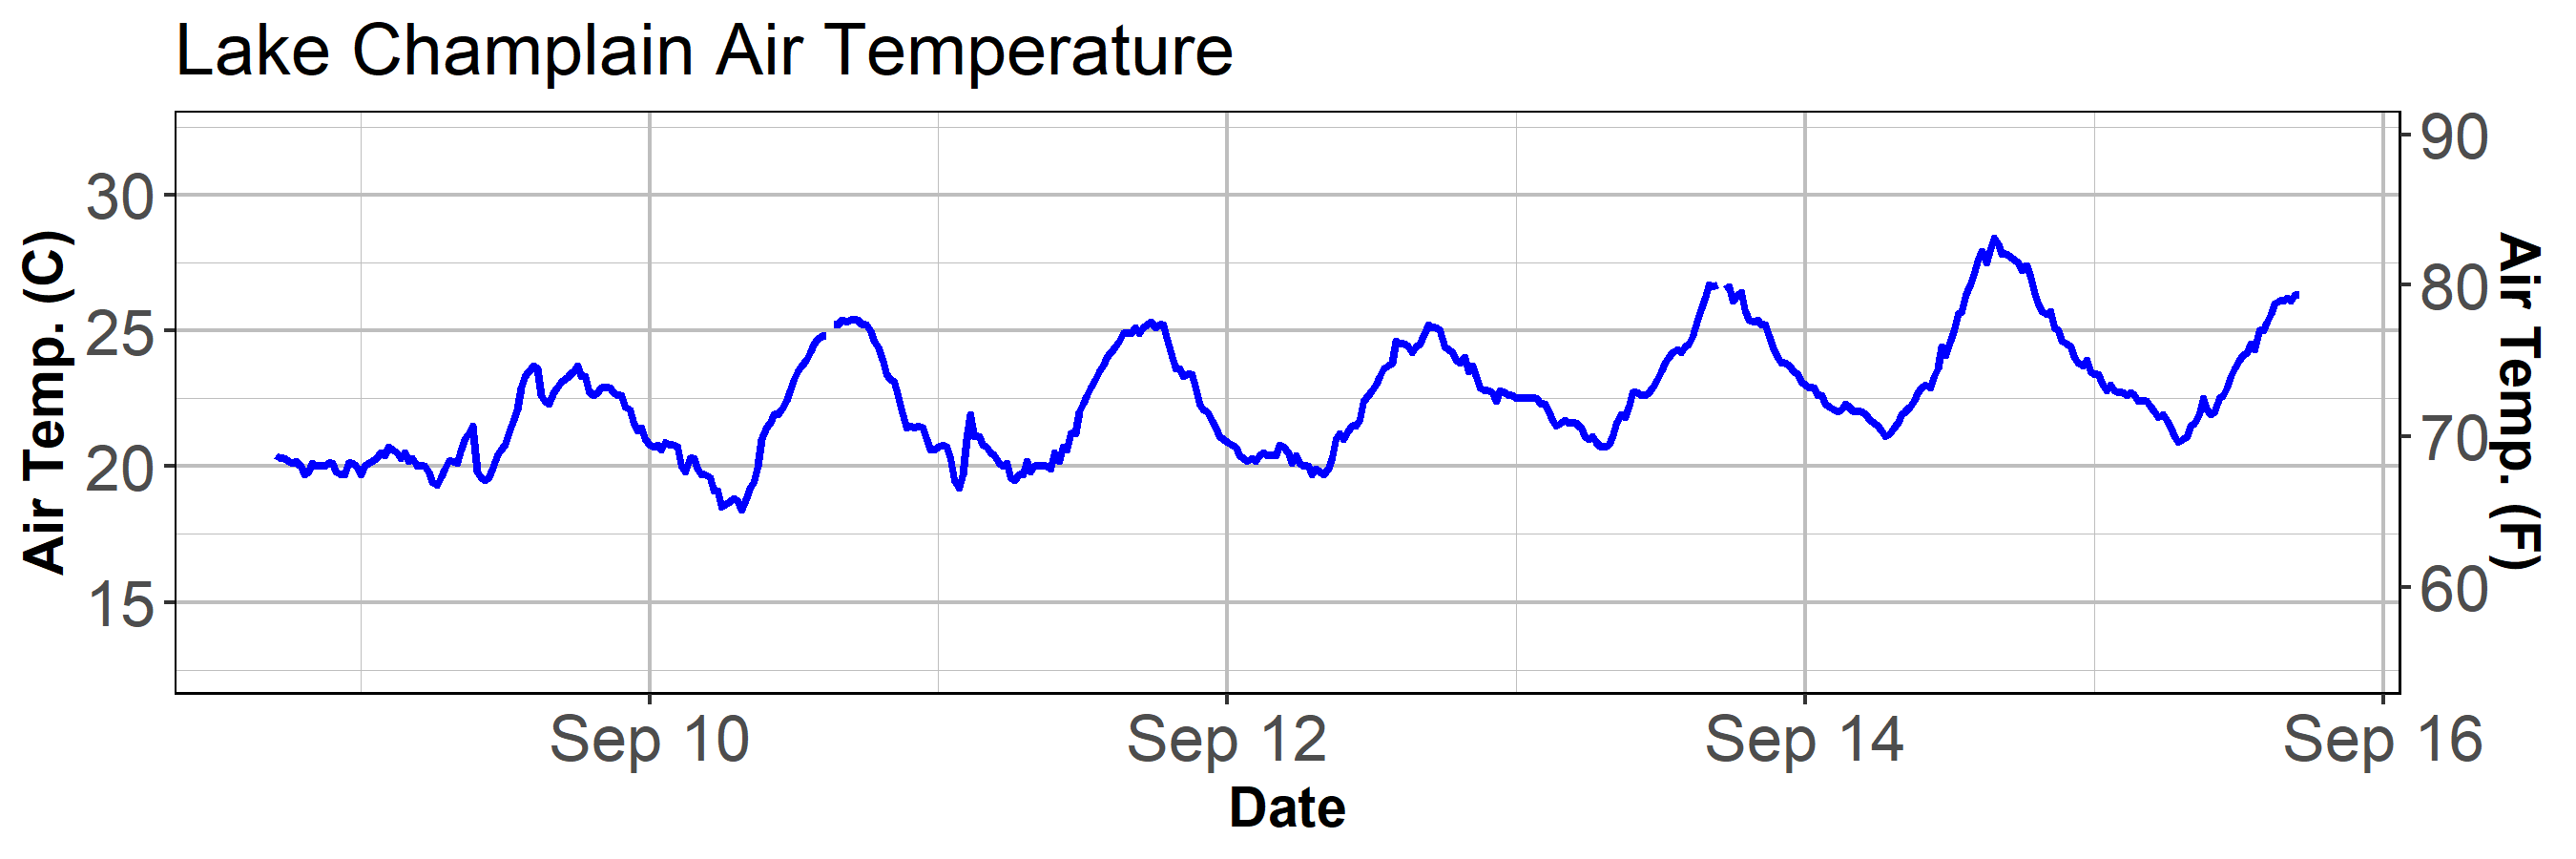 Lake Champlain Air Temperature
Air Temp. (C)
30
25
20
15
90
80
70
60
Air Temp. (F)
Sep 10 Sep 12 Sep 14 Sep 16
Date